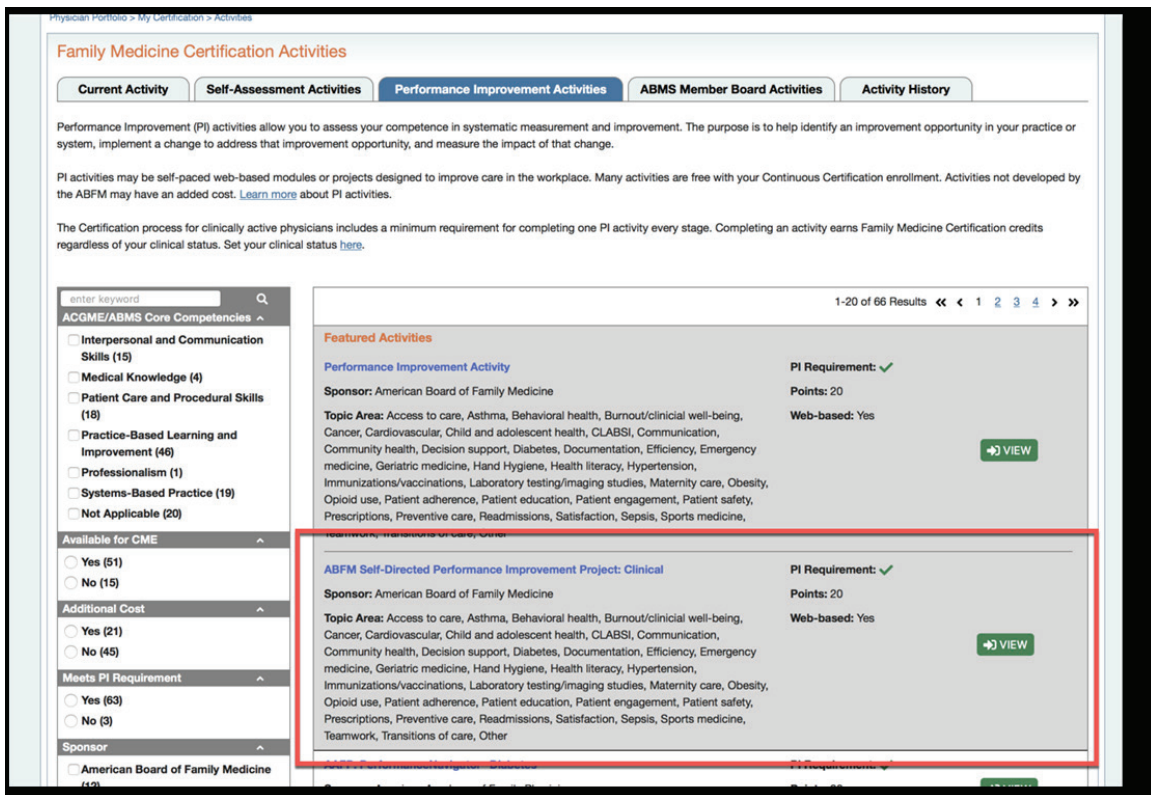 Physician Portfolio > My Certification > Activities
Family Medicine Certification Activities
Current Activity
Self-Assessment Activities
Performance Improvement Activities
ABMS Member Board Activities
Activity History
Performance Improvement (PI) activities allow you to assess your competence in systematic measurement and improvement. The purpose is to help identify an improvement opportunity in your practice or
system, implement a change to address that improvement opportunity, and measure the impact of that change.
PI activities may be self-paced web-based modules or projects designed to improve care in the workplace. Many activities are free with your Continuous Certification enrollment. Activities not developed by
the ABFM may have an added cost. Learn more about PI activities.
The Certification process for clinically active physicians includes a minimum requirement for completing one PI activity every stage. Completing an activity earns Family Medicine Certification credits
regardless of your clinical status. Set your clinical status here.
enter keyword
ACGME/ABMS Core Competencies
Interpersonal and Communication
Skills (15)
Medical Knowledge (4)
Patient Care and Procedural Skills
(18)
Practice-Based Learning and
Improvement (46)
Professionalism (1)
Systems-Based Practice (19)
Not Applicable (20)
Available for CME
Yes (51)
No (15)
Additional Cost
Yes (21)
No (45)
Meets PI Requirement
Yes (63)
No (3)
Sponsor
American Board of Family Medicine
(12)
1-20 of 66 Results « ‹ 1 2 3 4 › »
Featured Activities
Performance Improvement Activity
PI Requirement: ✓
Sponsor: American Board of Family Medicine
Points: 20
Topic Area: Access to care, Asthma, Behavioral health, Burnout/clinicial well-being,
Web-based: Yes
Cancer, Cardiovascular, Child and adolescent health, CLABSI, Communication,
Community health, Decision support, Diabetes, Documentation, Efficiency, Emergency
VIEW
medicine, Geriatric medicine, Hand Hygiene, Health literacy, Hypertension,
Immunizations/vaccinations, Laboratory testing/imaging studies, Maternity care, Obesity,
Opioid use, Patient adherence, Patient education, Patient engagement, Patient safety,
Prescriptions, Preventive care, Readmissions, Satisfaction, Sepsis, Sports medicine,
Teamwork, Transitions of care, Other
ABFM Self-Directed Performance Improvement Project: Clinical
PI Requirement: ✓
Sponsor: American Board of Family Medicine
Points: 20
Topic Area: Access to care, Asthma, Behavioral health, Burnout/clinicial well-being,
Web-based: Yes
Cancer, Cardiovascular, Child and adolescent health, CLABSI, Communication,
Community health, Decision support, Diabetes, Documentation, Efficiency, Emergency
VIEW
medicine, Geriatric medicine, Hand Hygiene, Health literacy, Hypertension,
Immunizations/vaccinations, Laboratory testing/imaging studies, Maternity care, Obesity,
Opioid use, Patient adherence, Patient education, Patient engagement, Patient safety,
Prescriptions, Preventive care, Readmissions, Satisfaction, Sepsis, Sports medicine,
Teamwork, Transitions of care, Other
PI Requirement: ✓